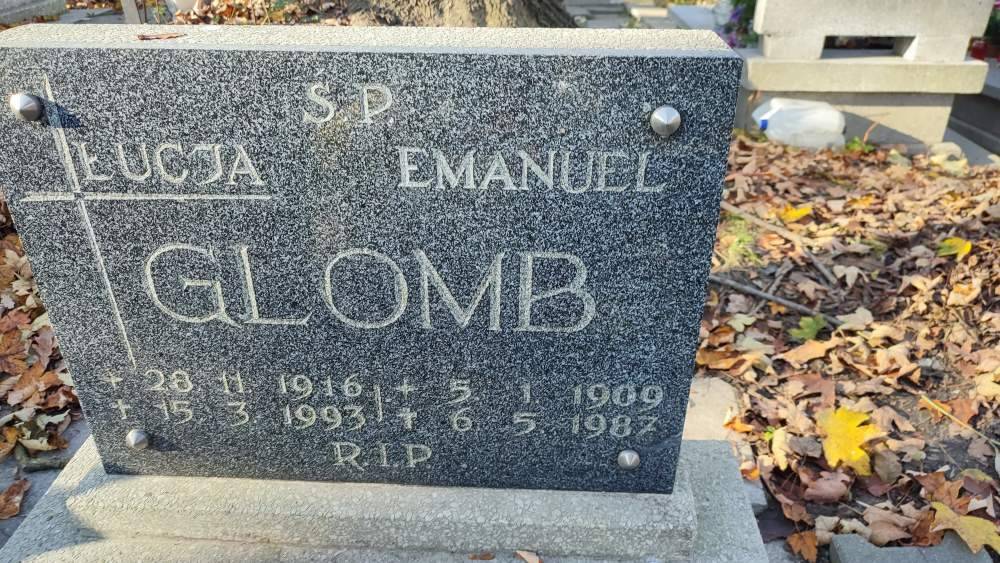 S.P.
ŁUCJA EMANUEL
GLOMB
+ 28 11 1916 + 5 1 1909
+ 15 3 1993 + 6 5 1987
R.I.P